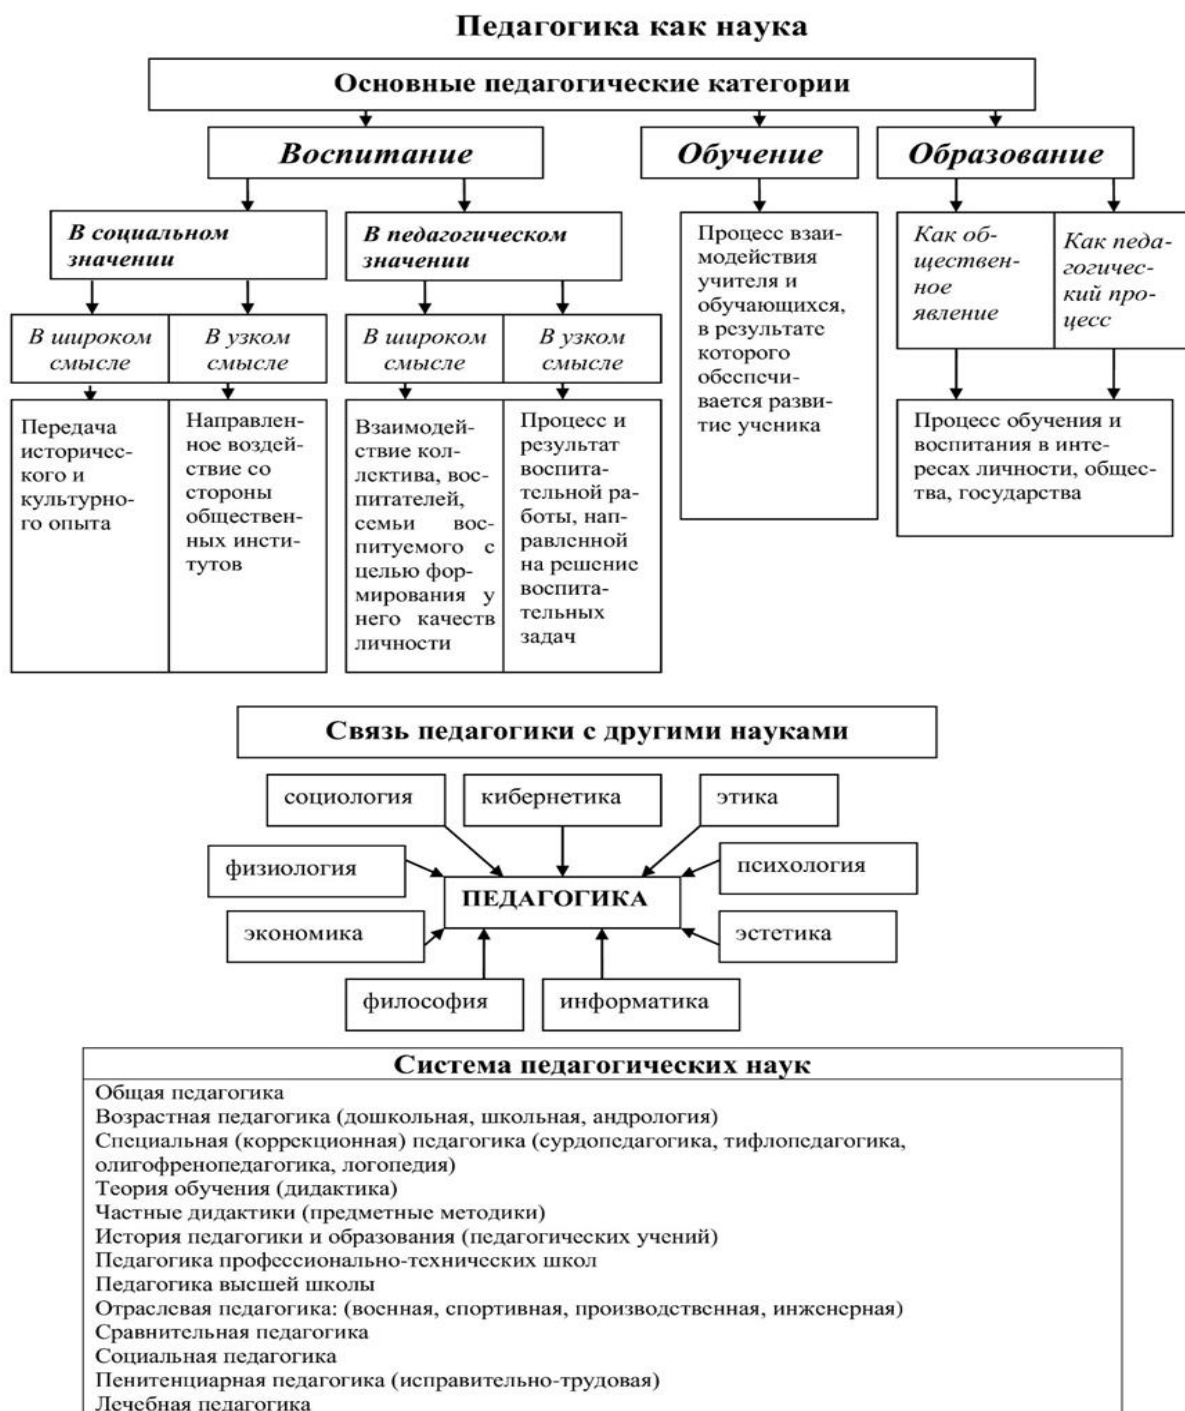 Педагогика как наука
Основные педагогические категории
Воспитание
Обучение
Образование
В социальном
значении
В педагогическом
значении
В широком
смысле
В узком
смысле
В широком
смысле
В узком
смысле
Передача
историчес-
кого и
культурно-
го опыта
Направлен-
ное воздей-
ствие со
стороны
обществен-
ных инсти-
тутов
Взаимодей-
ствие кол-
лектива, вос-
питателей,
семьи вос-
питуемого с
целью фор-
мирования у
него качеств
личности
Процесс и
результат
воспита-
тельной ра-
боты, нап-
равленной
на решение
воспита-
тельных
задач
Процесс взаи-
модействия
учителя и
обучающихся,
в результате
которого
обеспечи-
вается разви-
тие ученика
Как об-
ществен-
ное
явление
Как педа-
гогичес-
кий про-
цесс
Процесс обучения и
воспитания в инте-
ресах личности, общес-
тва, государства
Связь педагогики с другими науками
социология
кибернетика
этика
физиология
психология
ПЕДАГОГИКА
экономика
эстетика
философия
информатика
Система педагогических наук
Общая педагогика
Возрастная педагогика (дошкольная, школьная, андрология)
Специальная (коррекционная) педагогика (сурдопедагогика, тифлопедагогика,
олигофренопедагогика, логопедия)
Теория обучения (дидактика)
Частные дидактики (предметные методики)
История педагогики и образования (педагогических учений)
Педагогика профессионально-технических школ
Педагогика высшей школы
Отраслевая педагогика: (военная, спортивная, производственная, инженерная)
Сравнительная педагогика
Социальная педагогика
Пенитенциарная педагогика (исправительно-трудовая)
Лечебная педагогика